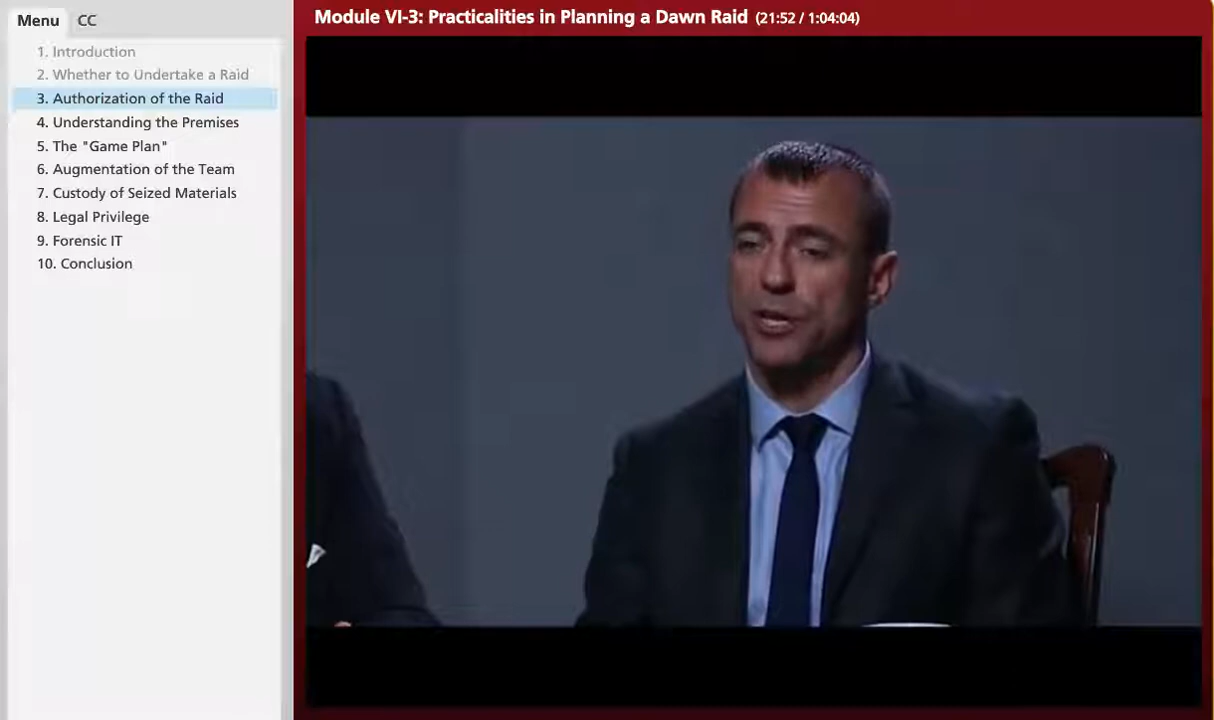 Menu CC
1. Introduction
2. Whether to Undertake a Raid
3. Authorization of the Raid
4. Understanding the Premises
5. The "Game Plan"
6. Augmentation of the Team
7. Custody of Seized Materials
8. Legal Privilege
9. Forensic IT
10. Conclusion
Module VI-3: Practicalities in Planning a Dawn Raid (21:52 / 1:04:04)